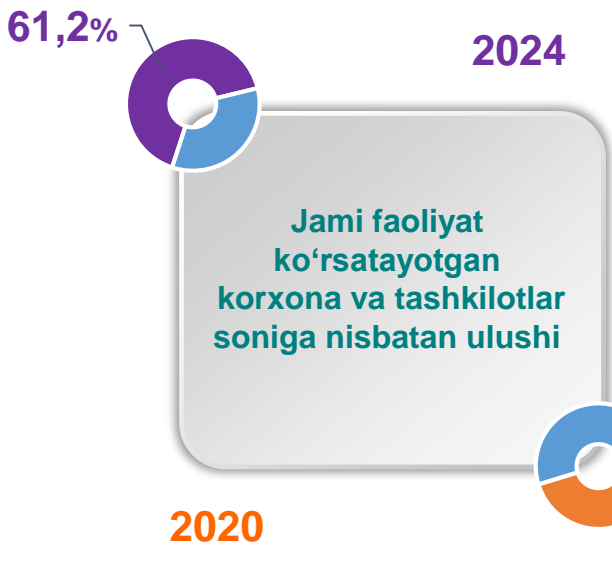 61,2%
2024
Jami faoliyat
ko‘rsatayotgan
korxona va tashkilotlar
soniga nisbatan ulushi
2020